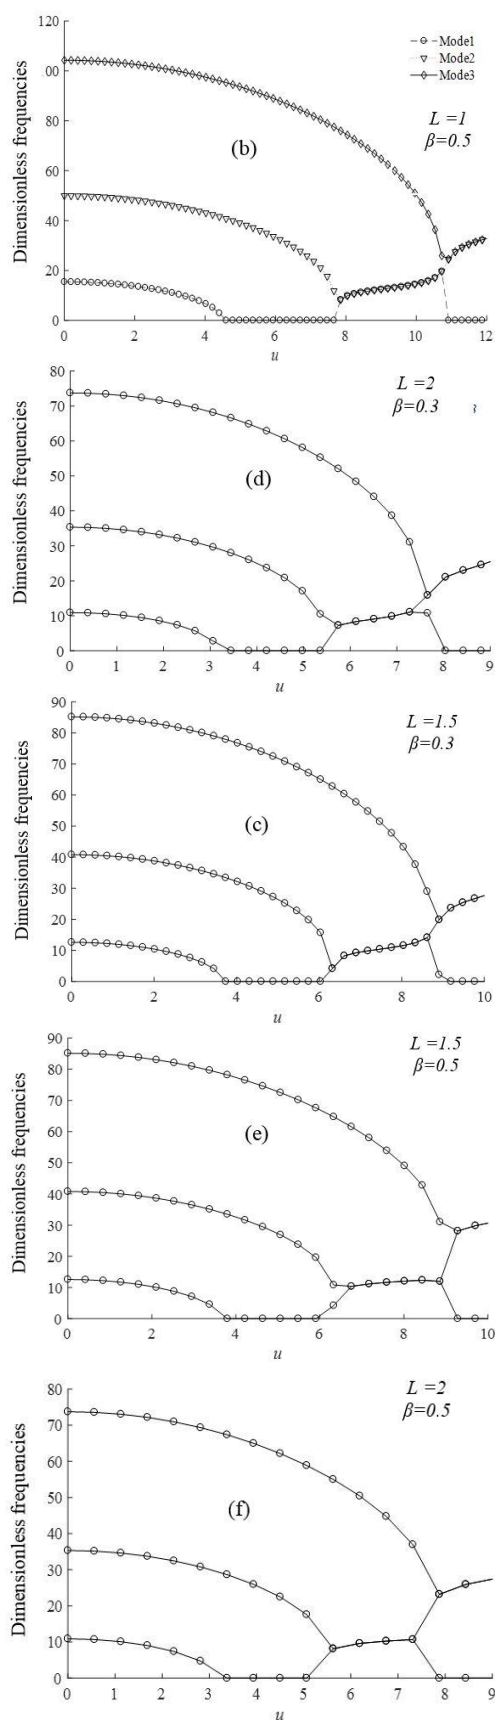 120
00
80
60
40
20
0
Dimensionless frequencies
Mode1
Mode2
Mode3
L=1
β=0.5
(b)
0 2 4 6 8 10 12
u
80
70
60
50
40
30
20
10
0
Dimensionless frequencies
L=2
β=0.3
(d)
0 1 2 3 4 5 6 7 8 9
u
90
80
70
60
50
40
30
20
10
0
Dimensionless frequencies
L =1.5
β=0.3
(c)
0 2 4 6 8 10
u
90
80
70
60
50
40
30
20
10
0
Dimensionless frequencies
L =1.5
β=0.5
(e)
0 2 4 6 8 10
u
80
70
60
50
40
30
20
10
0
Dimensionless frequencies
L =2
β=0.5
(f)
0 1 2 3 4 5 6 7 8 9
u